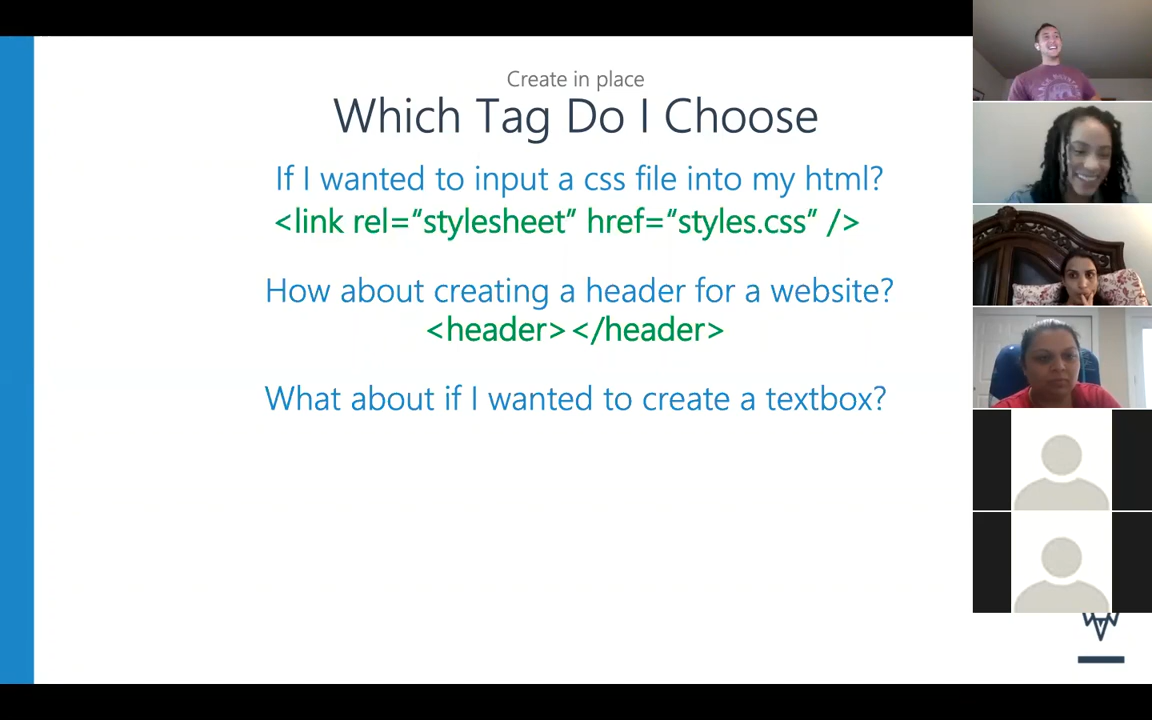 Create in place
Which Tag Do I Choose
If I wanted to input a css file into my html?
<link rel=“stylesheet” href=“styles.css” />
How about creating a header for a website?
<header></header>
What about if I wanted to create a textbox?